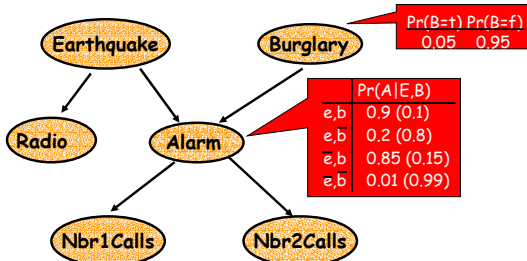 Earthquake
Burglary
Pr(B=t) Pr(B=f)
0.05 0.95
Pr(A|E,B)
e,b 0.9 (0.1)
e,b̅ 0.2 (0.8)
e̅,b 0.85 (0.15)
e̅,b̅ 0.01 (0.99)
Radio
Alarm
Nbr1Calls
Nbr2Calls